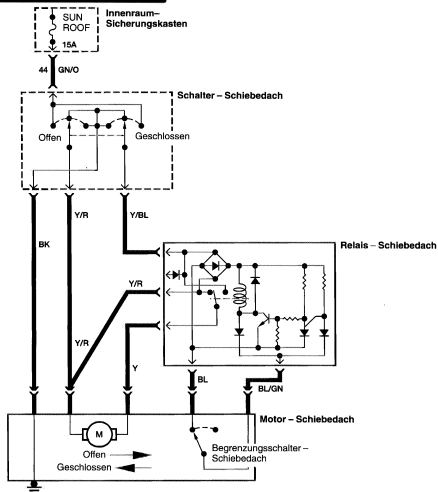 SUN
ROOF
15A
Innenraum–
Sicherungskasten
44 GN/O
Schalter – Schiebedach
Offen
Geschlossen
BK
Y/R
Y/BL
Relais – Schiebedach
Y/R
Y/R
Y
BL
BL/GN
Motor – Schiebedach
M
Offen
Geschlossen
Begrenzungsschalter –
Schiebedach